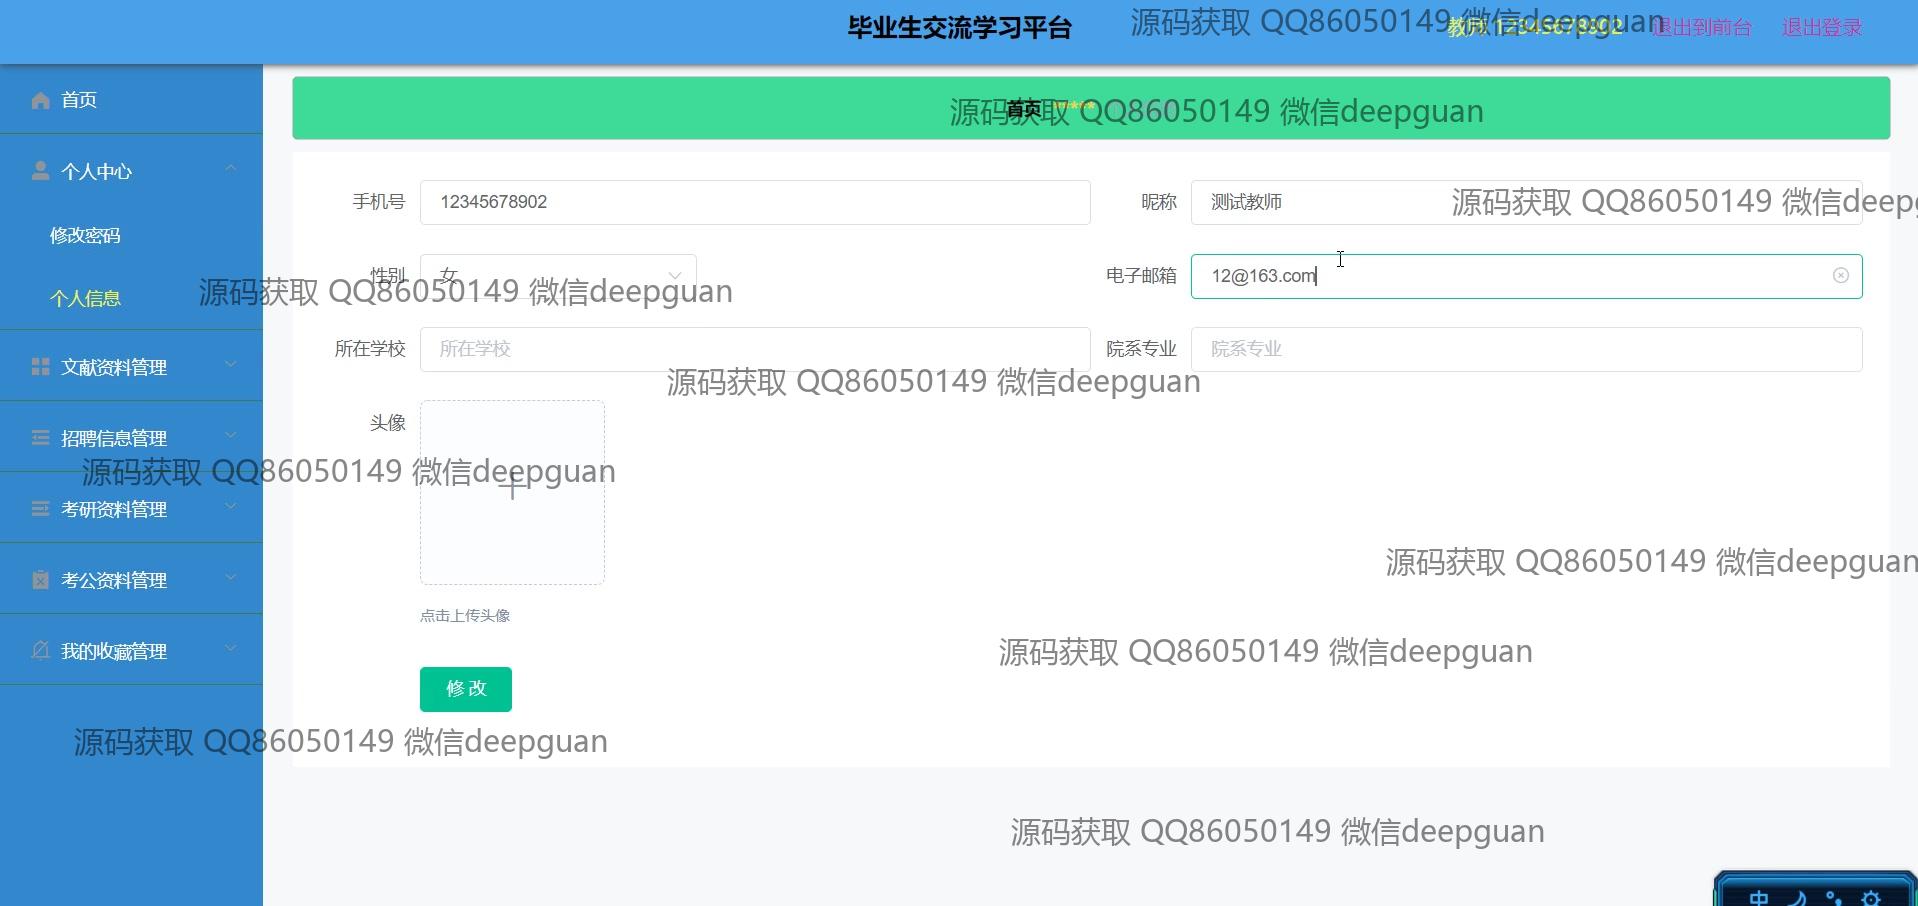 毕业生交流学习平台
源码获取 QQ86050149 微信deepguan
教师 12345678902
退出到前台
退出登录
首页
首页
*****
源码获取 QQ86050149 微信deepguan
个人中心
修改密码
个人信息
文献资料管理
招聘信息管理
考研资料管理
考公资料管理
我的收藏管理
手机号 12345678902
昵称 测试教师
源码获取 QQ86050149 微信deepg
性别 女
电子邮箱 12@163.com
源码获取 QQ86050149 微信deepguan
所在学校 所在学校
院系专业 院系专业
源码获取 QQ86050149 微信deepguan
头像
源码获取 QQ86050149 微信deepguan
源码获取 QQ86050149 微信deepguan
点击上传头像
源码获取 QQ86050149 微信deepguan
修改
源码获取 QQ86050149 微信deepguan
源码获取 QQ86050149 微信deepguan
中